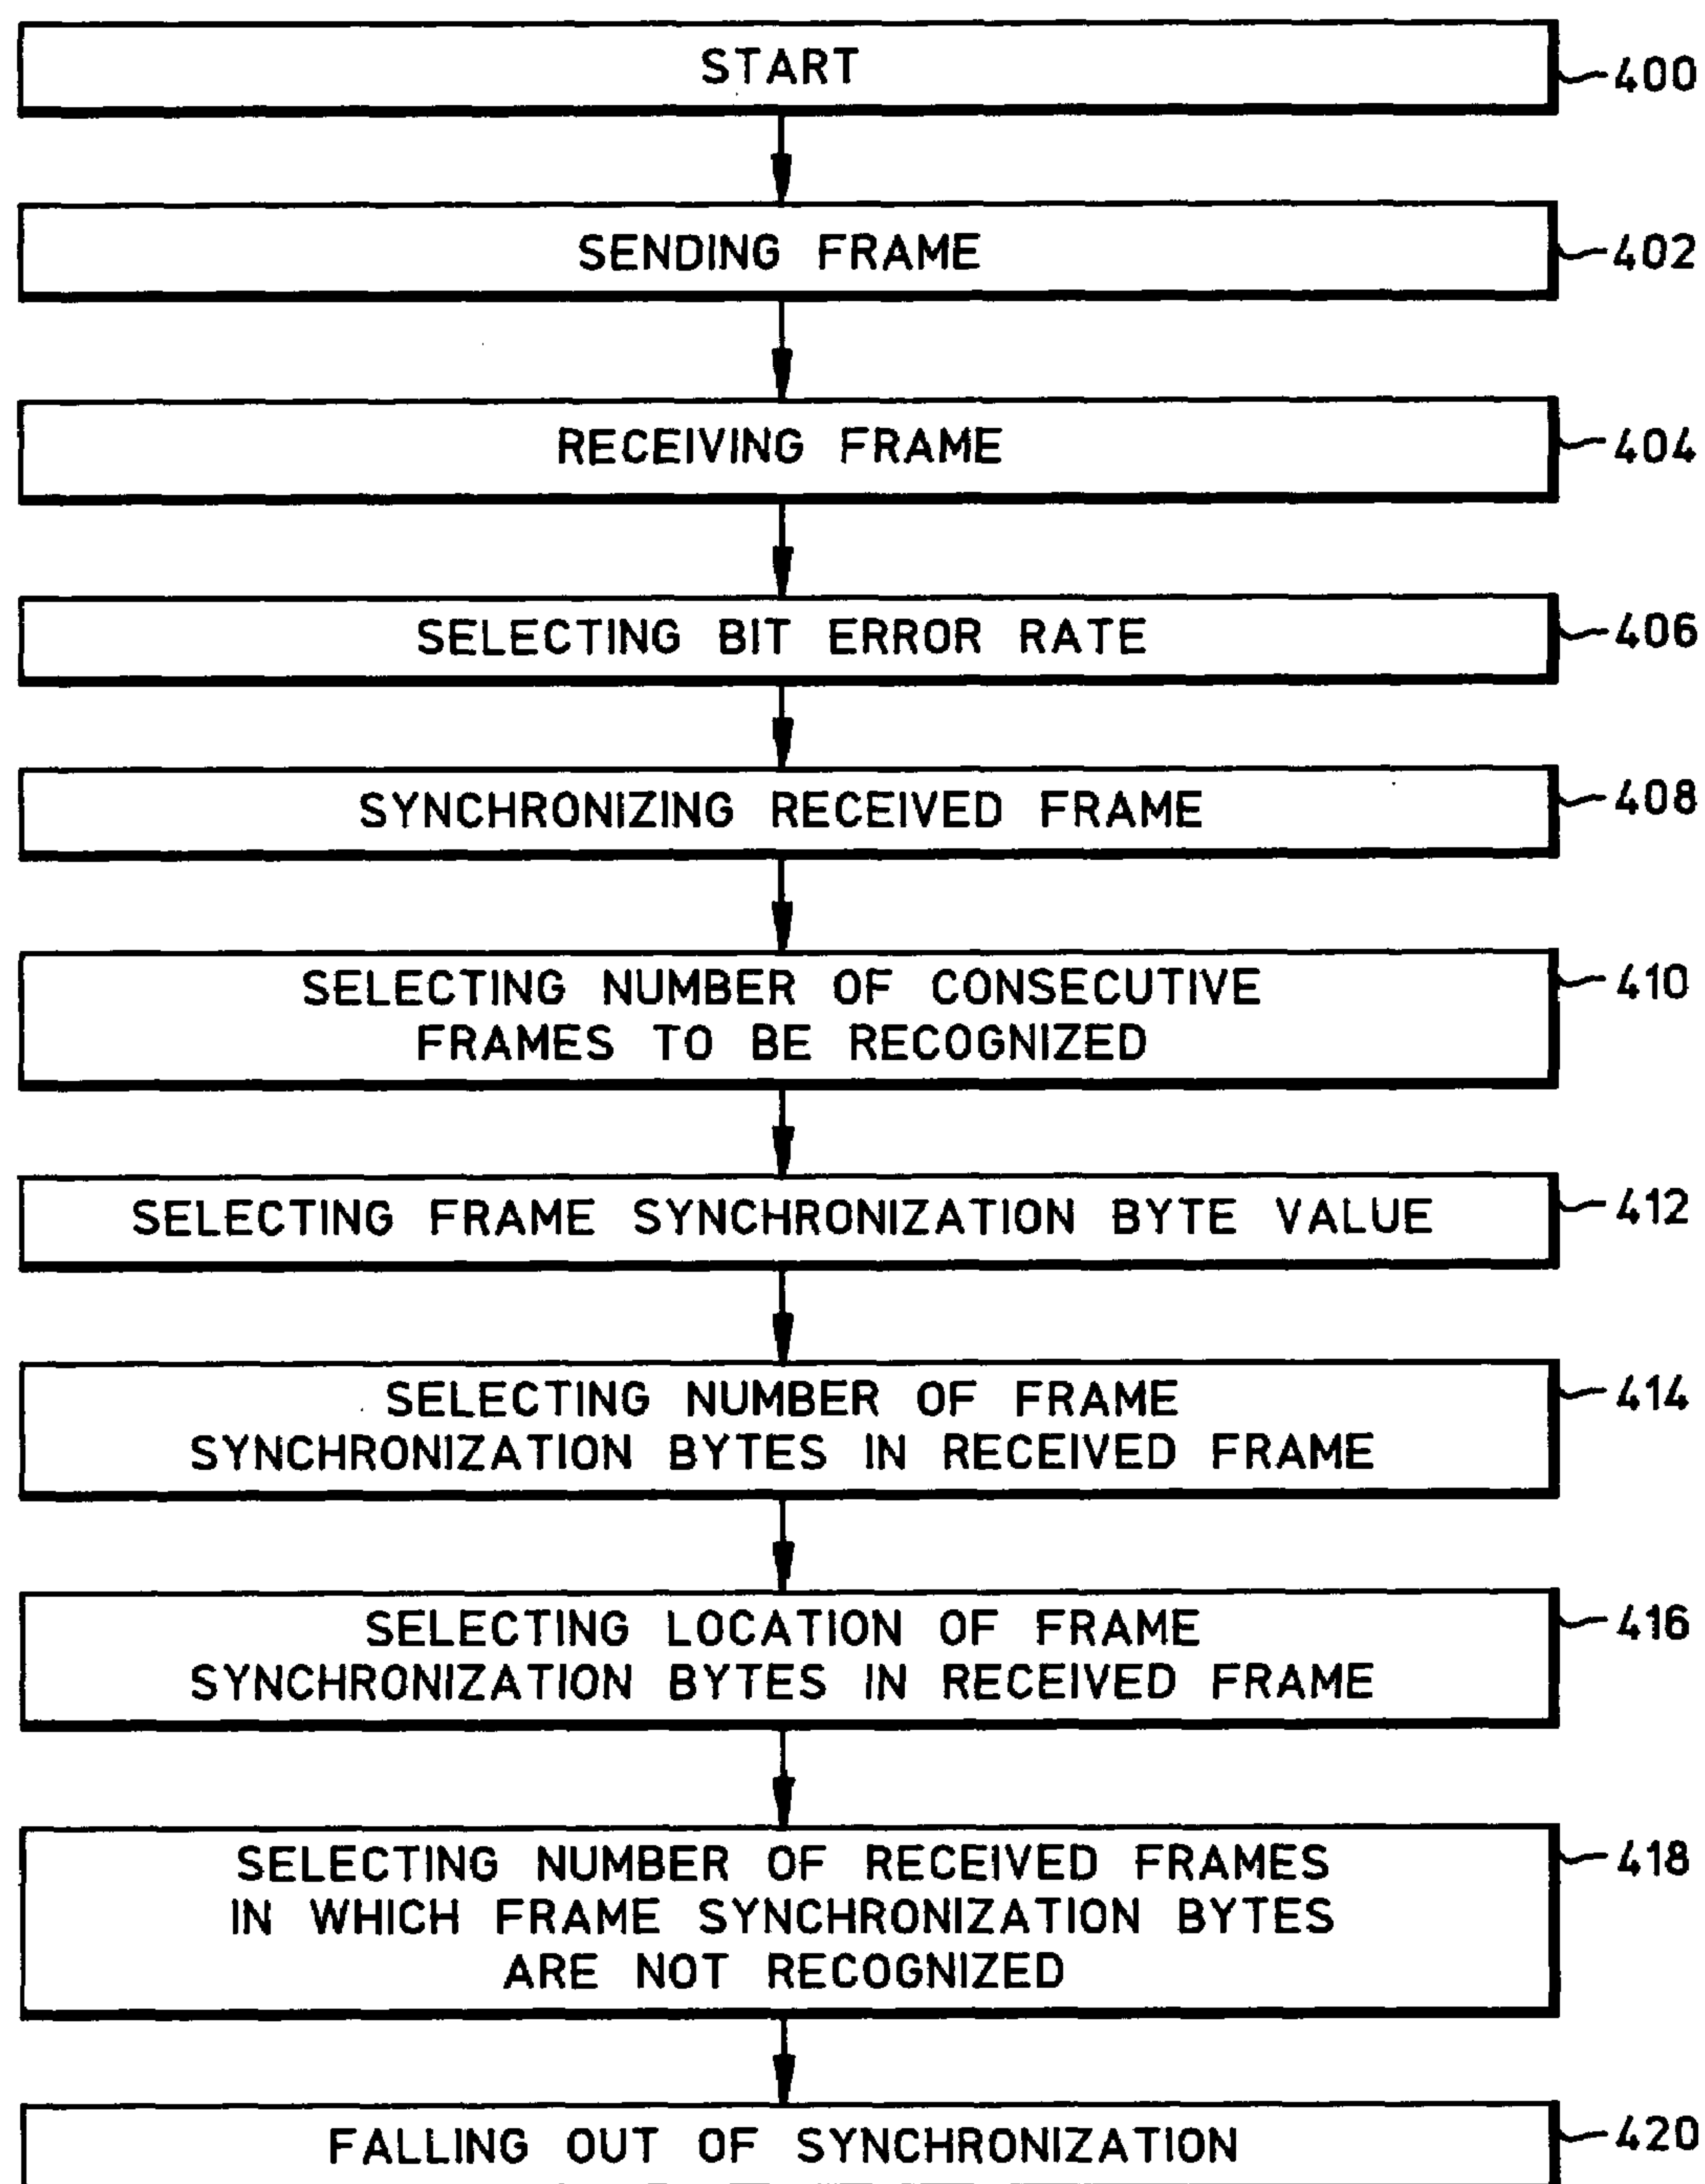 START
400
SENDING FRAME
402
RECEIVING FRAME
404
SELECTING BIT ERROR RATE
406
SYNCHRONIZING RECEIVED FRAME
408
SELECTING NUMBER OF CONSECUTIVE
FRAMES TO BE RECOGNIZED
410
SELECTING FRAME SYNCHRONIZATION BYTE VALUE
412
SELECTING NUMBER OF FRAME
SYNCHRONIZATION BYTES IN RECEIVED FRAME
414
SELECTING LOCATION OF FRAME
SYNCHRONIZATION BYTES IN RECEIVED FRAME
416
SELECTING NUMBER OF RECEIVED FRAMES
IN WHICH FRAME SYNCHRONIZATION BYTES
ARE NOT RECOGNIZED
418
FALLING OUT OF SYNCHRONIZATION
420